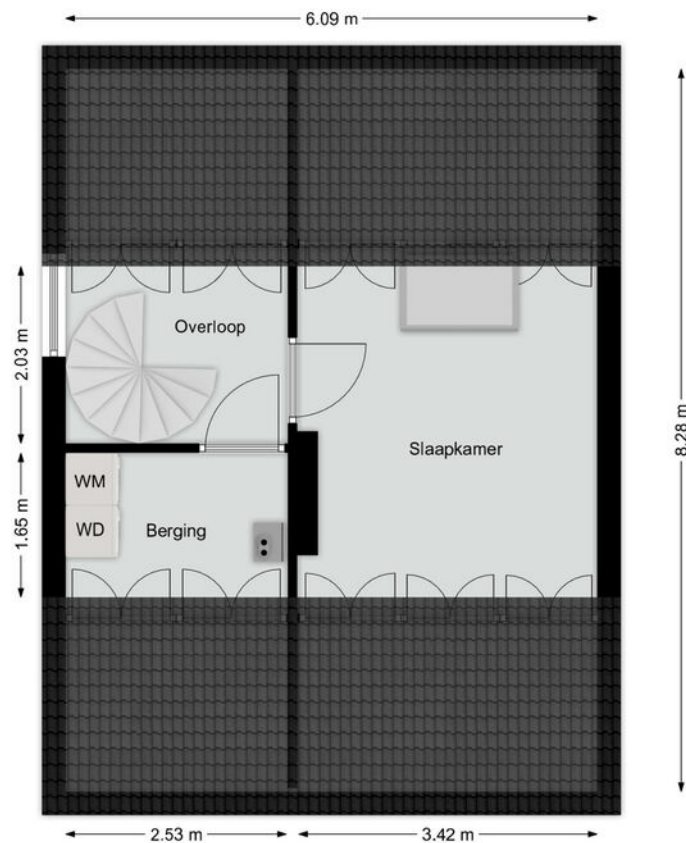 6.09 m
Overloop
2.03 m
Slaapkamer
8.28 m
WM
WD
Berging
1.65 m
2.53 m
3.42 m